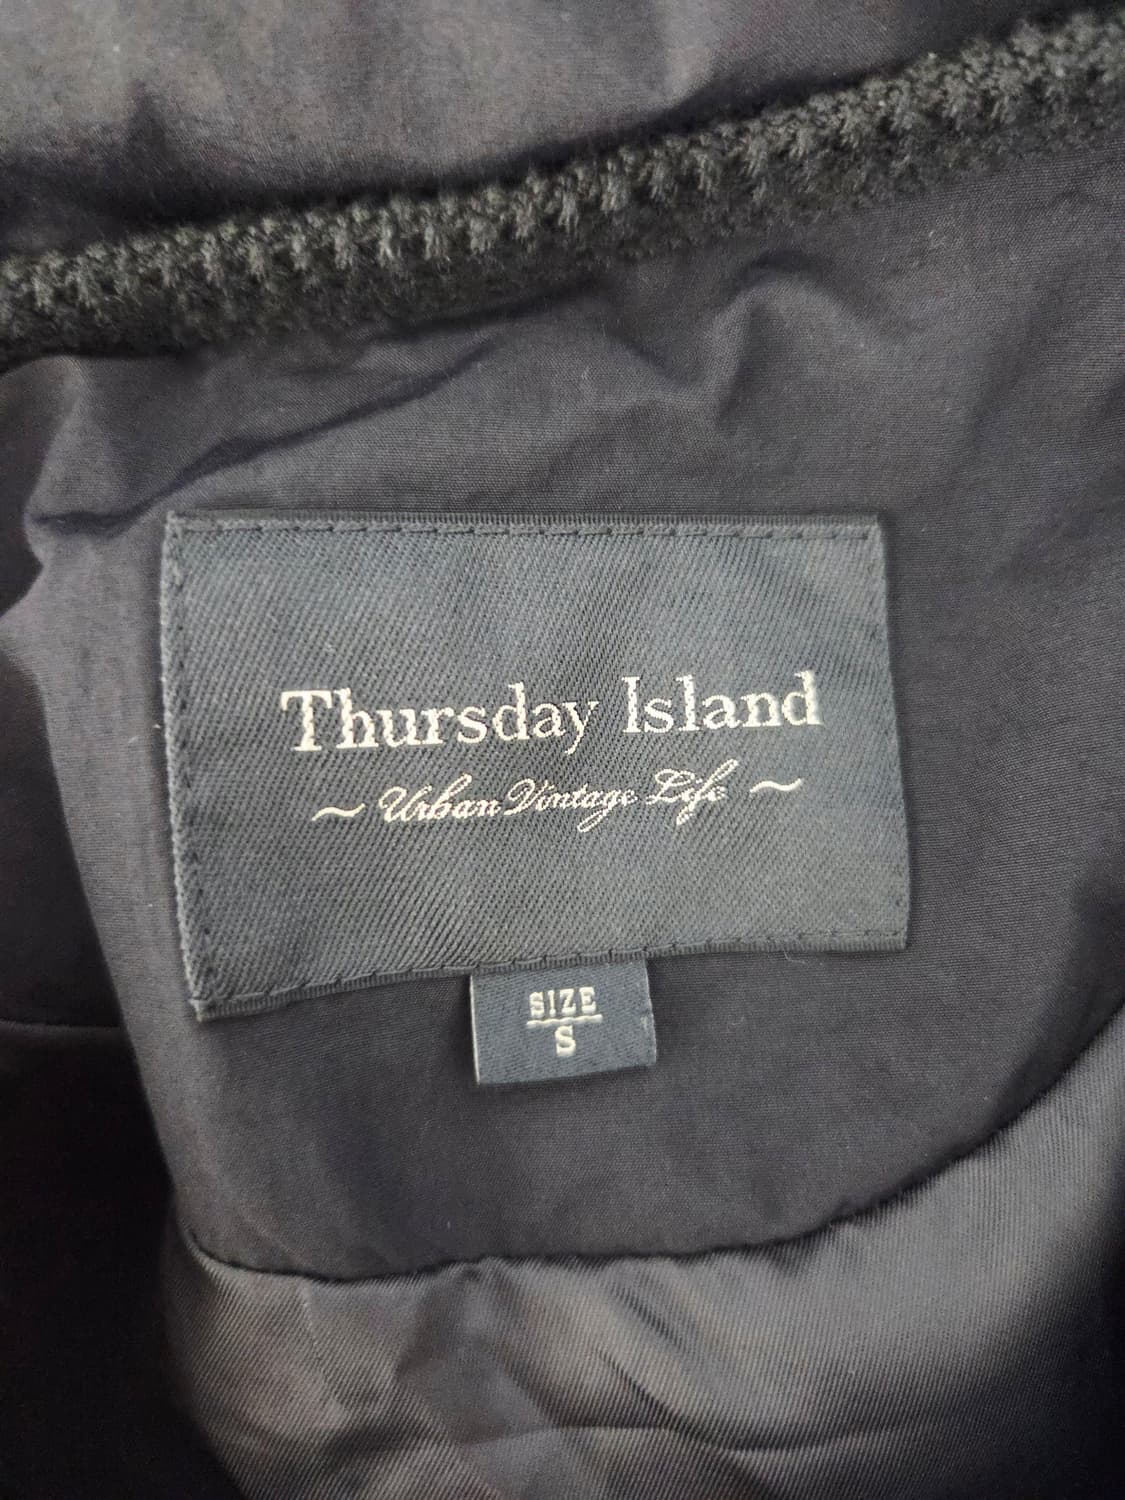 Thursday Island
~ Urban Vintage Life ~
SIZE
S